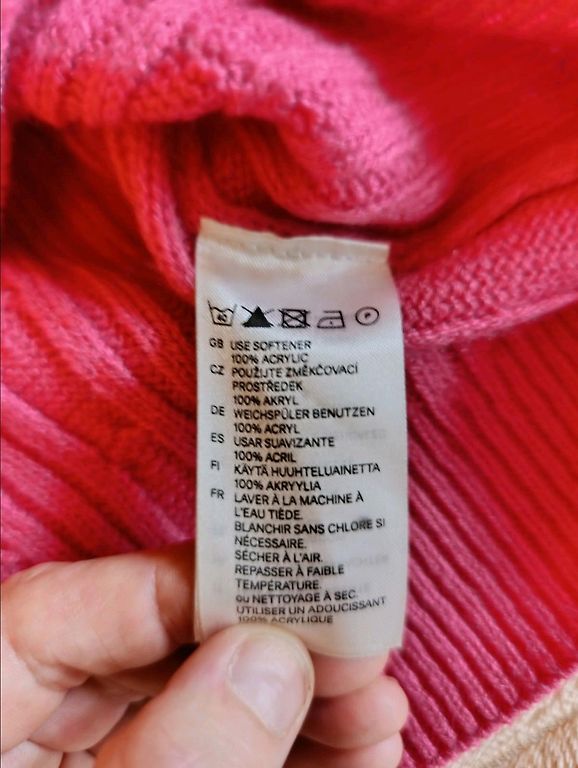 GB USE SOFTENER
100% ACRYLIC
CZ POUŽIJTE ZMĚKČOVACÍ
PROSTŘEDEK
100% AKRYL
DE WEICHSPÜLER BENUTZEN
100% ACRYL
ES USAR SUAVIZANTE
100% ACRIL
FI KÄYTÄ HUUHTELUAINETTA
100% AKRYYLIA
FR LAVER À LA MACHINE À
L'EAU TIÈDE.
BLANCHIR SANS CHLORE SI
NÉCESSAIRE.
SÉCHER À L'AIR.
REPASSER À FAIBLE
TEMPÉRATURE.
ou NETTOYAGE À SEC.
UTILISER UN ADOUCISSANT
100% ACRYLIQUE